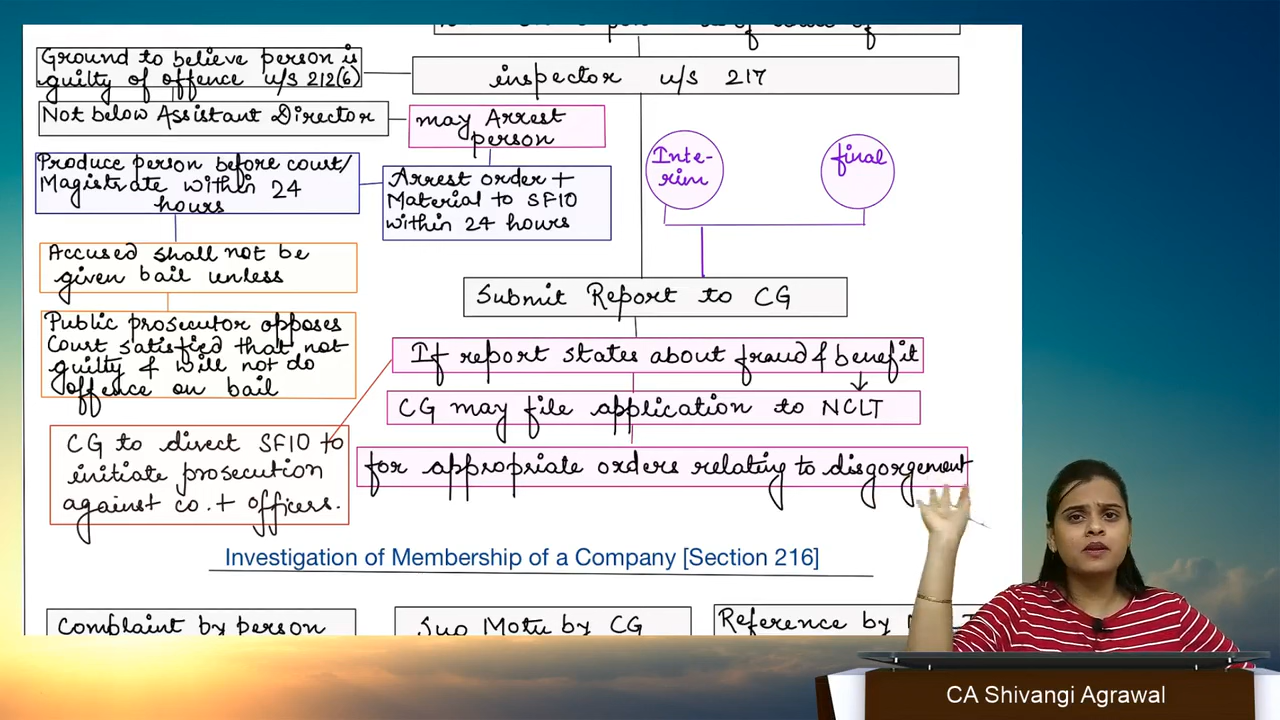 Ground to believe person is
guilty of offence u/s 212(6)
inspector u/s 217
Not below Assistant Director
may Arrest
person
Produce person before court/
Magistrate within 24
hours
Arrest order +
Material to SFIO
within 24 hours
Inte-
rim
final
Accused shall not be
given bail unless
Submit Report to CG
Public prosecutor opposes
Court satisfied that not
guilty & will not do
offence on bail
If report states about fraud & benefit
CG may file application to NCLT
for appropriate orders relating to disgorgement
CG to direct SFIO to
initiate prosecution
against co. + officers.
Investigation of Membership of a Company [Section 216]
Complaint by person
Suo Motu by CG
Reference by
CA Shivangi Agrawal